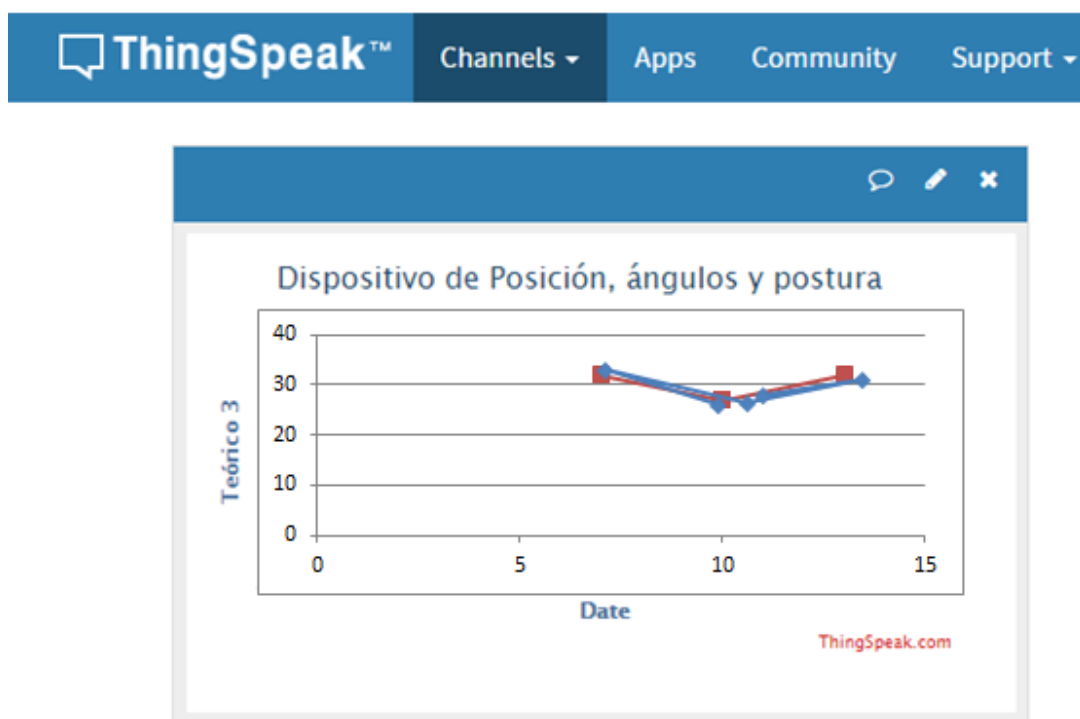 ThingSpeak™ Channels Apps Community Support
Dispositivo de Posición, ángulos y postura
40
30
20
10
0
Teórico 3
0 5 10 15
Date
ThingSpeak.com